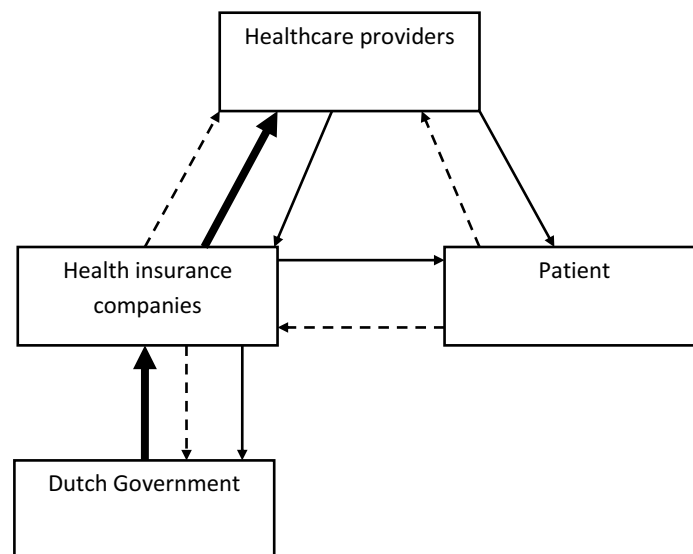 Healthcare providers
Health insurance
companies
Patient
Dutch Government